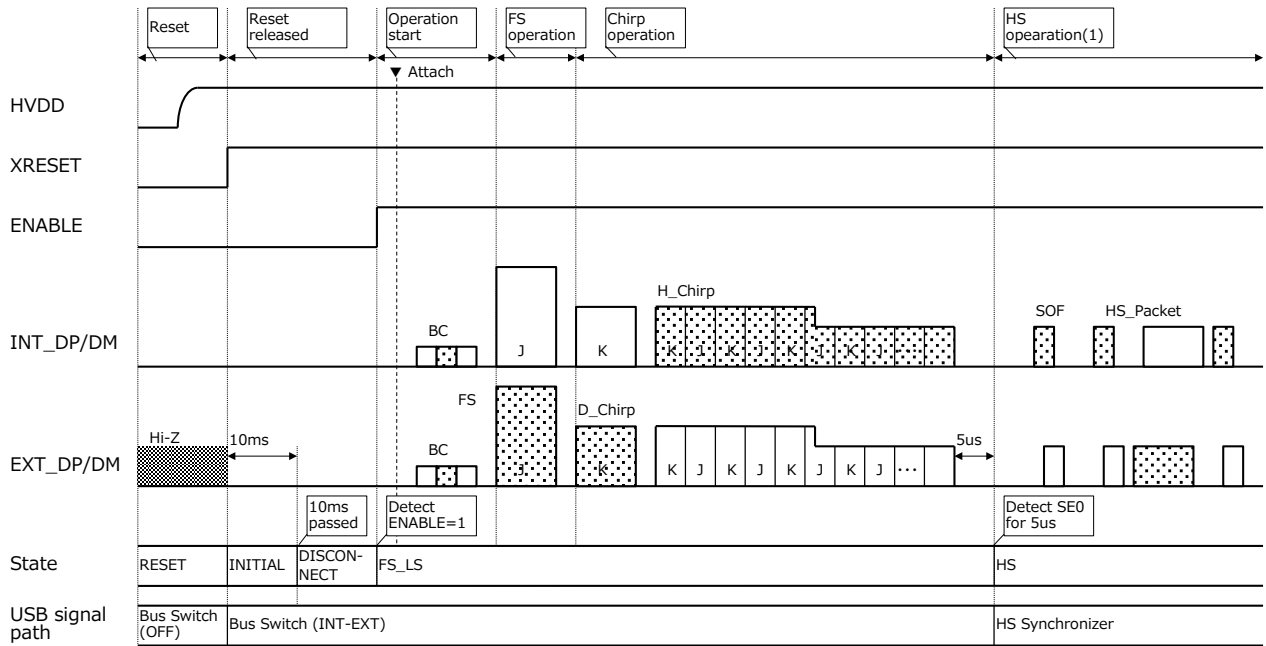 Reset
Reset
released
Operation
start
FS
operation
Chirp
operation
HS
opearation(1)
Attach
HVDD
XRESET
ENABLE
INT_DP/DM
BC
J
K
H_Chirp
K J K J K J K J ...
SOF
HS_Packet
EXT_DP/DM
Hi-Z
10ms
FS
BC
J
D_Chirp
K
K J K J K J K J ...
5us
10ms
passed
Detect
ENABLE=1
Detect SE0
for 5us
State
RESET
INITIAL
DISCON-
NECT
FS_LS
HS
USB signal
path
Bus Switch
(OFF)
Bus Switch (INT-EXT)
HS Synchronizer